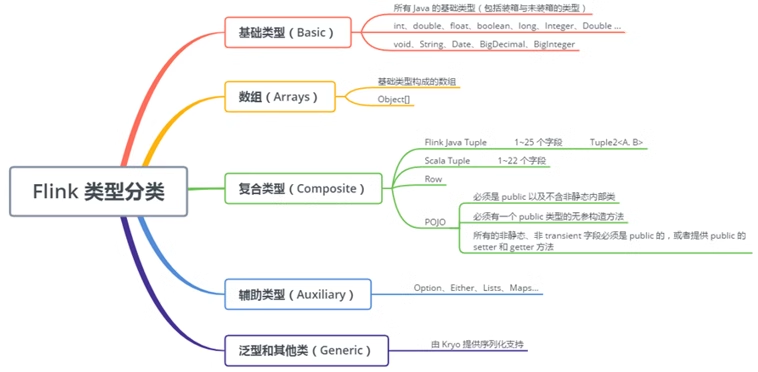 Flink 类型分类
基础类型（Basic）
所有 Java 的基础类型（包括装箱与未装箱的类型）
int、double、float、boolean、long、Integer、Double ...
void、String、Date、BigDecimal、BigInteger
数组（Arrays）
基础类型构成的数组
Object[]
复合类型（Composite）
Flink Java Tuple 1~25 个字段 Tuple2<A. B>
Scala Tuple 1~22 个字段
Row
POJO
必须是 public 以及不含非静态内部类
必须有一个 public 类型的无参构造方法
所有的非静态、非 transient 字段必须是 public 的，或者提供 public 的
setter 和 getter 方法
辅助类型（Auxiliary）
Option、Either、Lists、Maps...
泛型和其他类（Generic）
由 Kryo 提供序列化支持